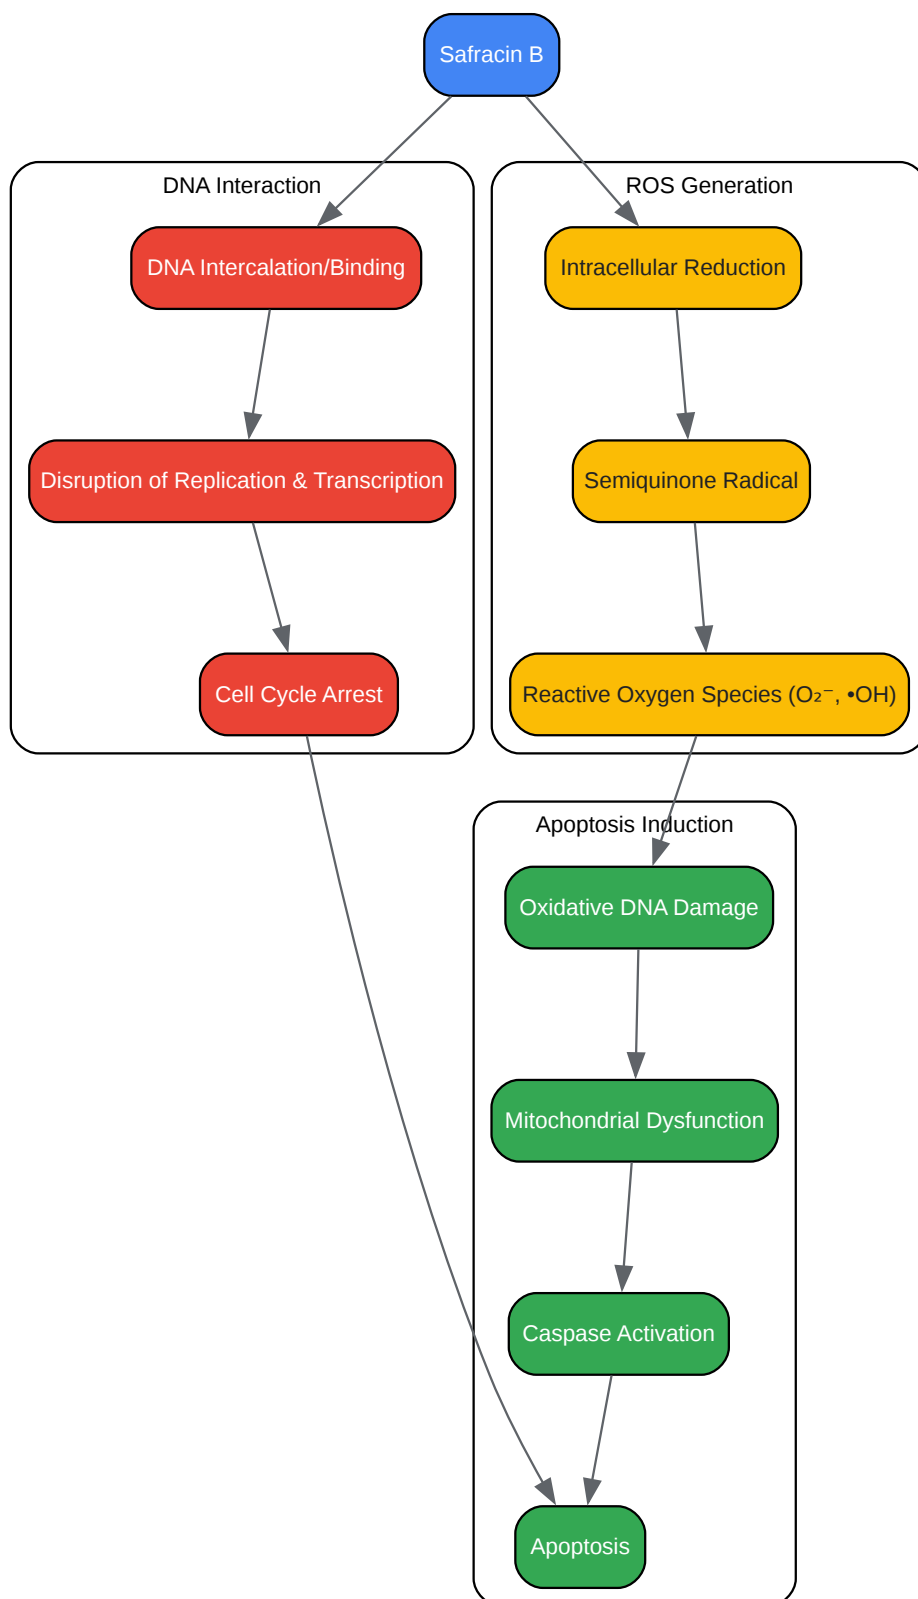 Safracin B
DNA Interaction
DNA Intercalation/Binding
Disruption of Replication & Transcription
Cell Cycle Arrest
ROS Generation
Intracellular Reduction
Semiquinone Radical
Reactive Oxygen Species (O₂⁻, •OH)
Apoptosis Induction
Oxidative DNA Damage
Mitochondrial Dysfunction
Caspase Activation
Apoptosis